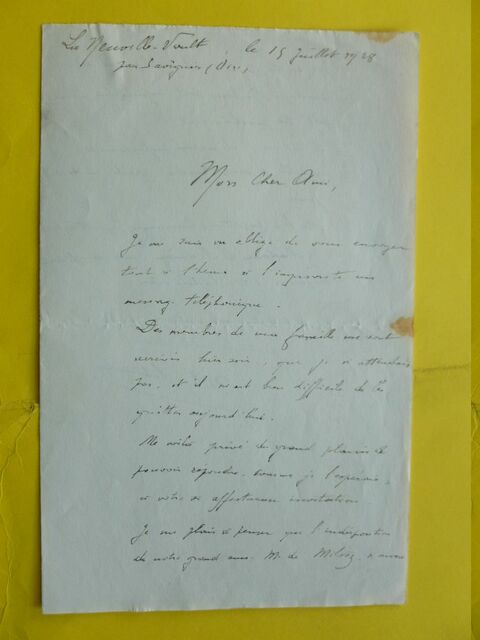 La Neuville-Vault, le 15 juillet 1928
par Savignies (Oise)
Mon Cher Ami,
Je me suis vu obligé de vous envoyer
tout à l'heure à l'improviste un
message téléphonique.
Des membres de ma famille me sont
arrivés hier soir, que je n'attendais
pas, et il m'est bien difficile de les
quitter aujourd'hui.
Me voilà privé du grand plaisir de
pouvoir répondre, comme je l'espérais,
à votre si affectueuse invitation
Je me plais à penser que l'indisposition
de notre grand ami M. de Milosz n'aura